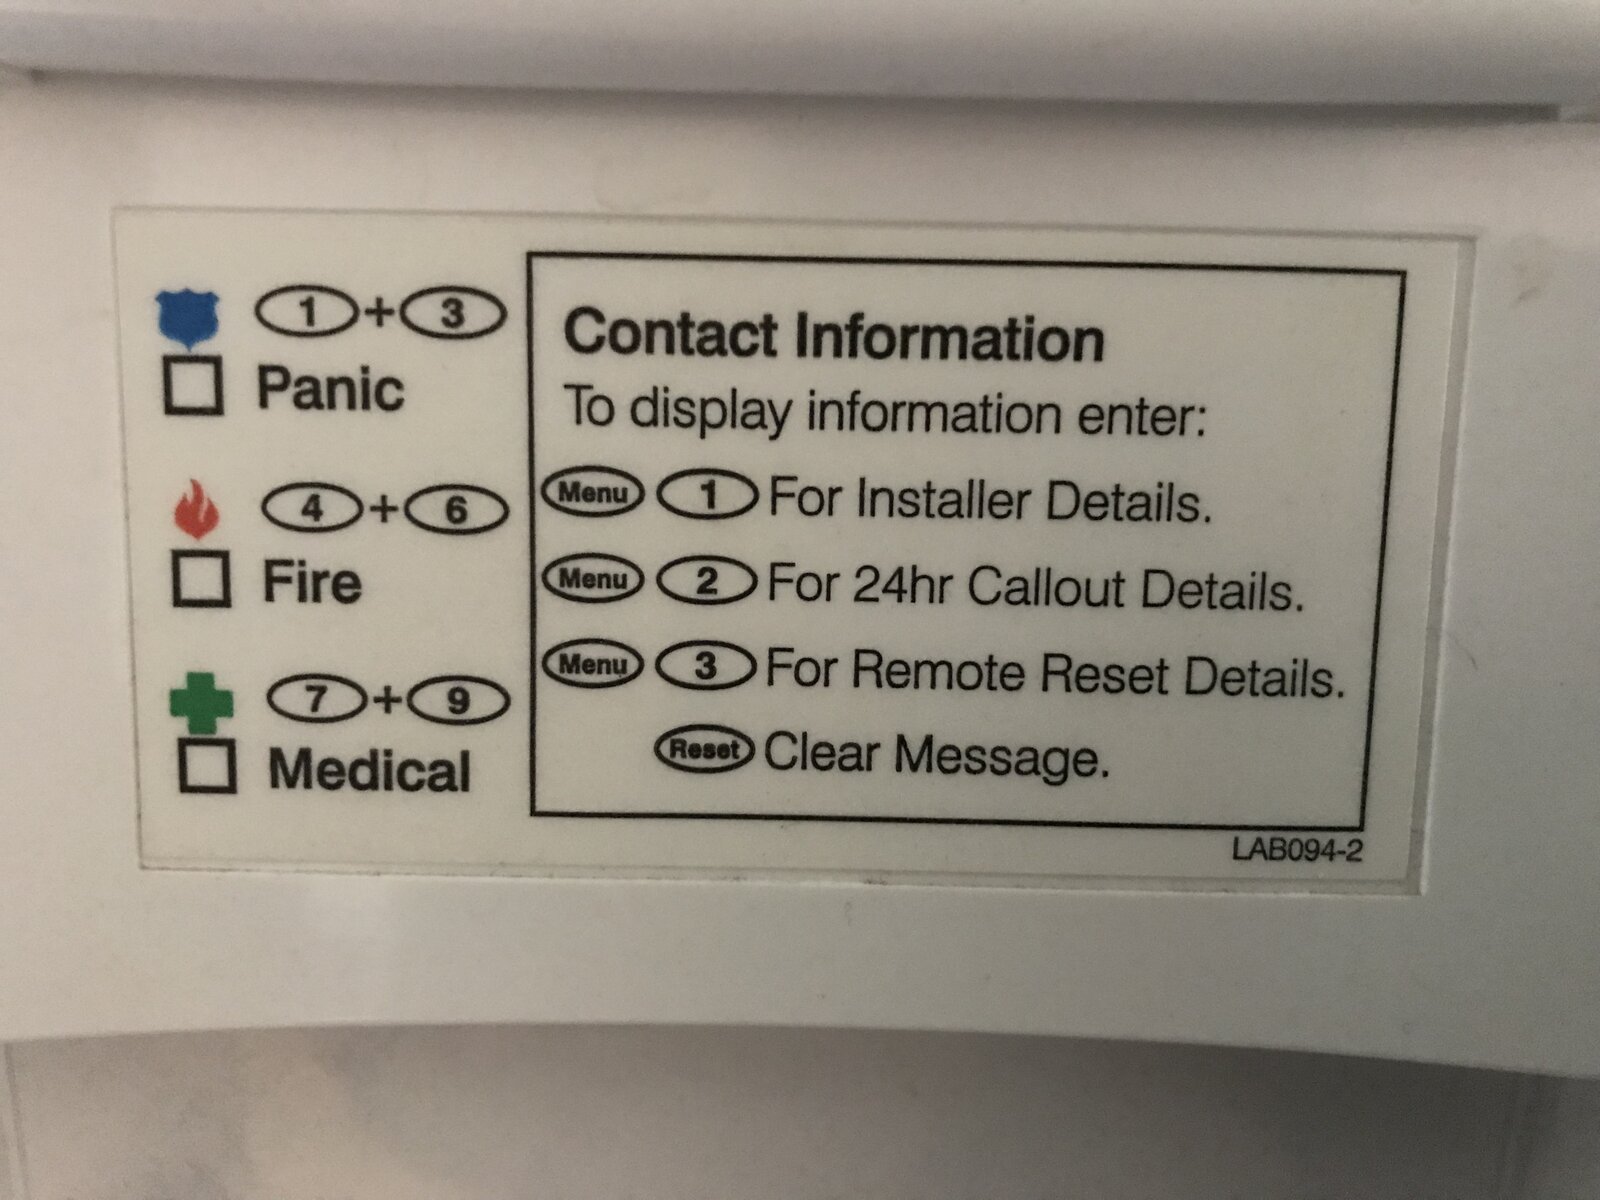 1 + 3
Panic
4 + 6
Fire
7 + 9
Medical
Contact Information
To display information enter:
Menu 1 For Installer Details.
Menu 2 For 24hr Callout Details.
Menu 3 For Remote Reset Details.
Reset Clear Message.
LAB094-2